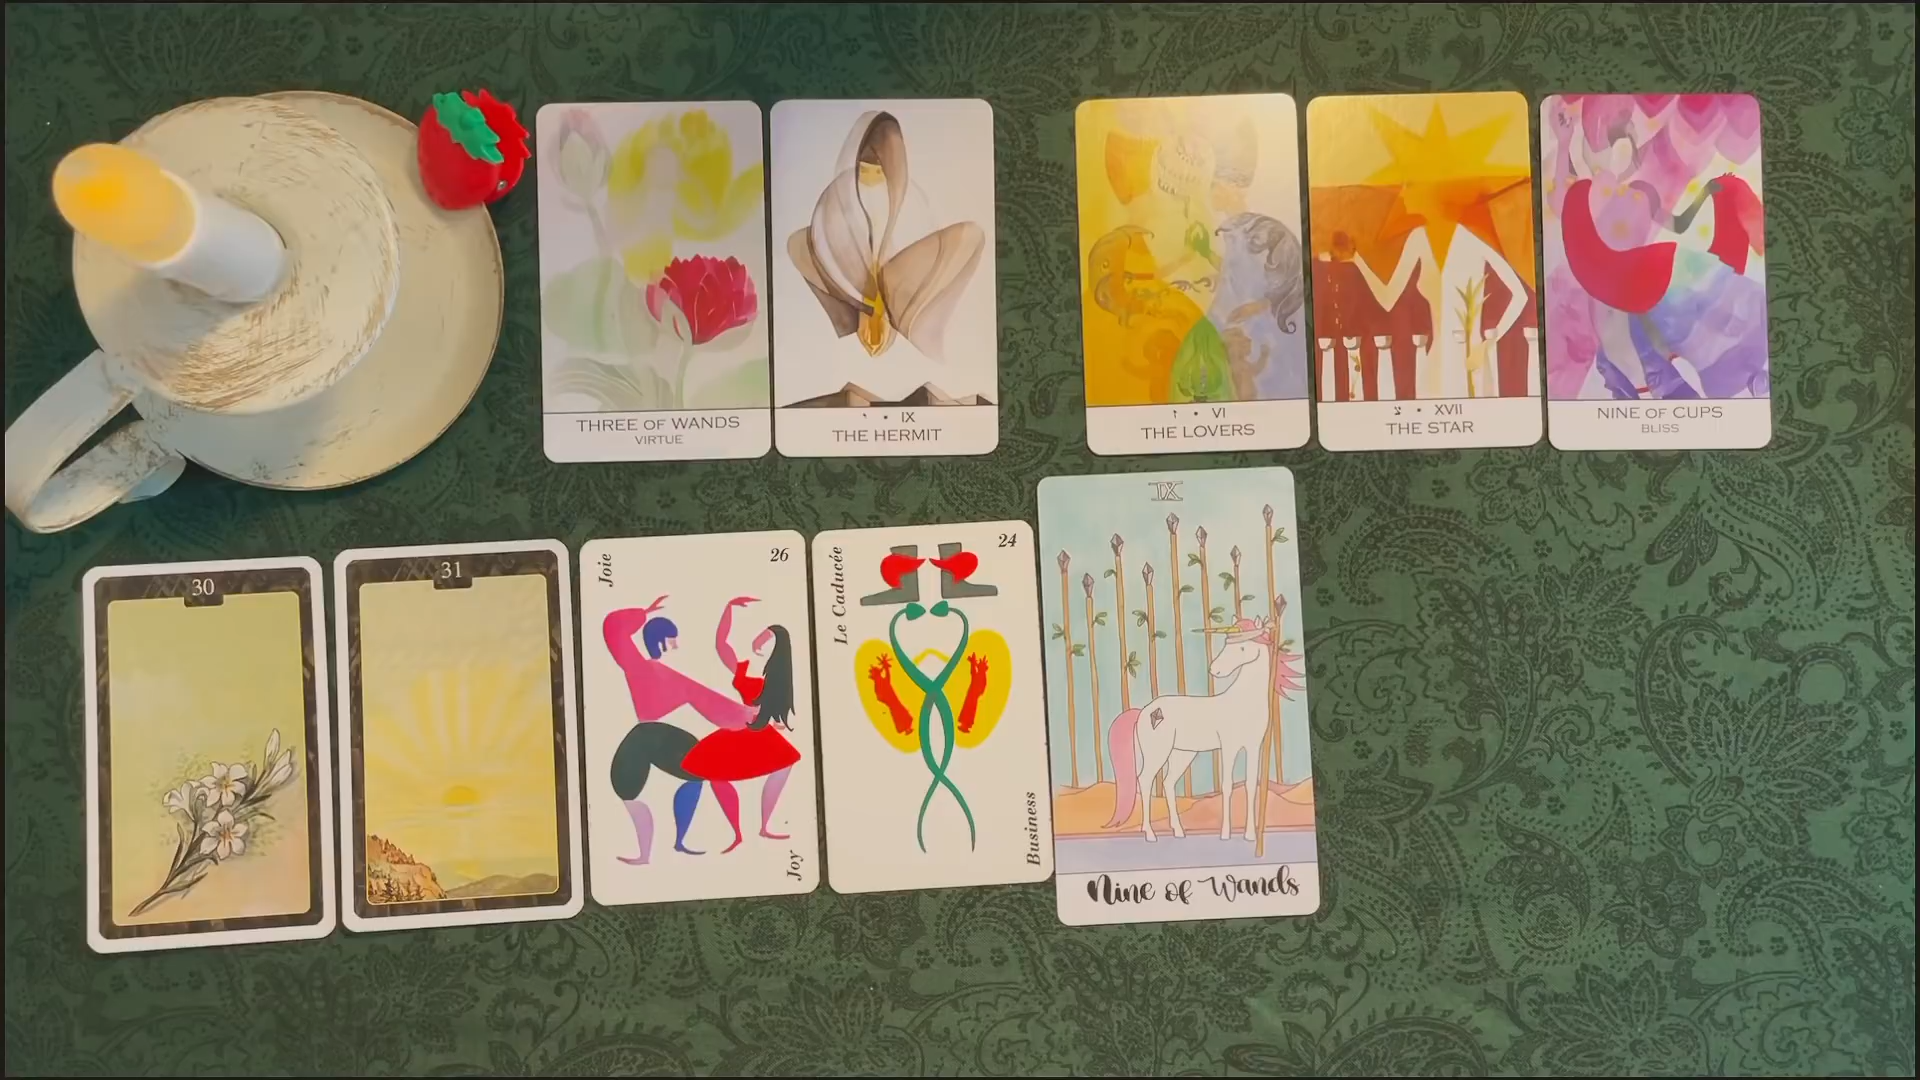 THREE OF WANDS
VIRTUE
י • IX
THE HERMIT
ז • VI
THE LOVERS
צ • XVII
THE STAR
NINE OF CUPS
BLISS
30
31
Joie
26
Joy
Le Caducée
24
Business
IX
Nine of Wands